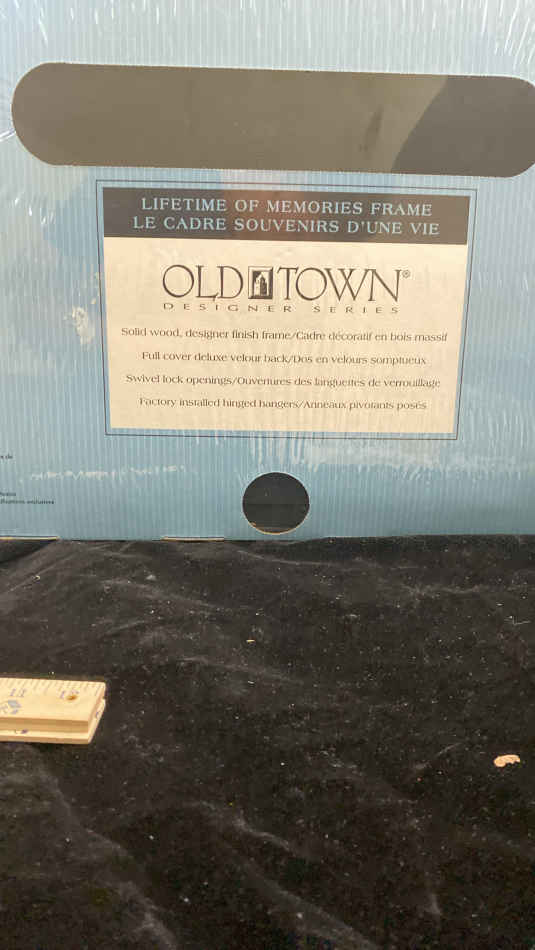 LIFETIME OF MEMORIES FRAME
LE CADRE SOUVENIRS D'UNE VIE
OLD TOWN®
DESIGNER SERIES
Solid wood, designer finish frame/Cadre décoratif en bois massif
Full cover deluxe velour back/Dos en velours somptueux
Swivel lock openings/Ouvertures des languettes de verrouillage
Factory installed hinged hangers/Anneaux pivotants posés